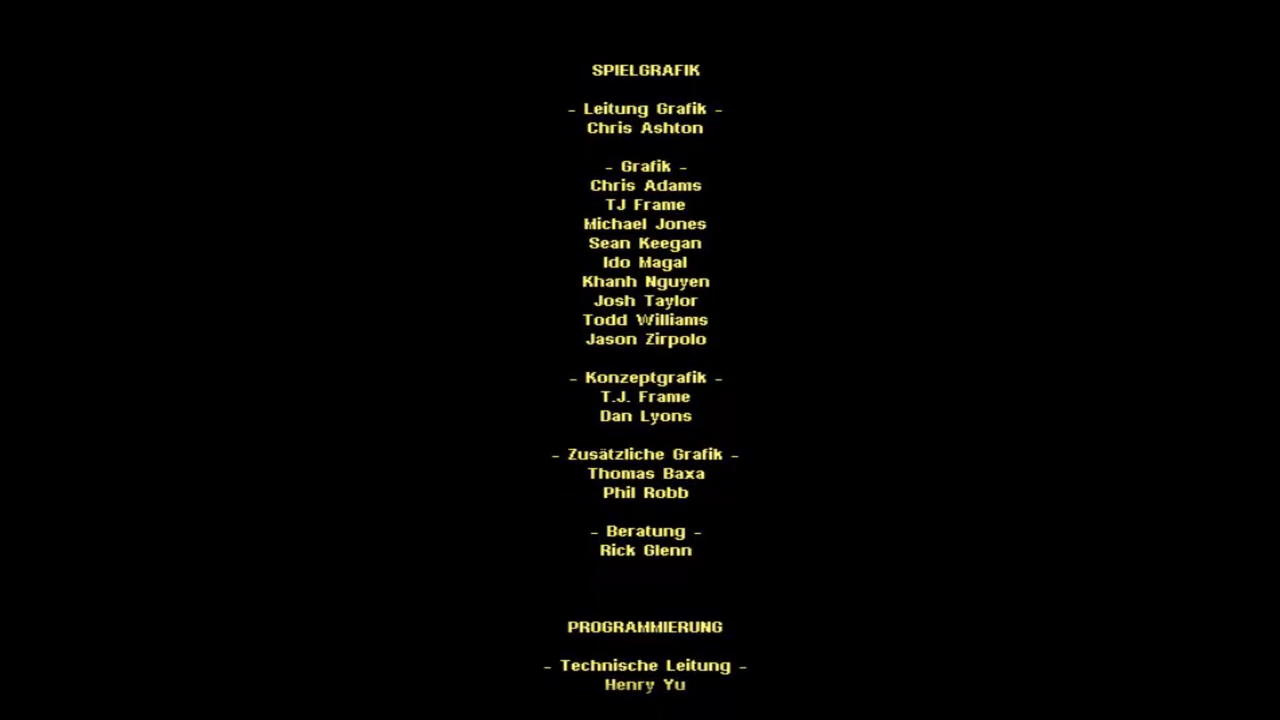 SPIELGRAFIK
- Leitung Grafik -
Chris Ashton
- Grafik -
Chris Adams
TJ Frame
Michael Jones
Sean Keegan
Ido Magal
Khanh Nguyen
Josh Taylor
Todd Williams
Jason Zirpolo
- Konzeptgrafik -
T.J. Frame
Dan Lyons
- Zusätzliche Grafik -
Thomas Baxa
Phil Robb
- Beratung -
Rick Glenn
PROGRAMMIERUNG
- Technische Leitung -
Henry Yu